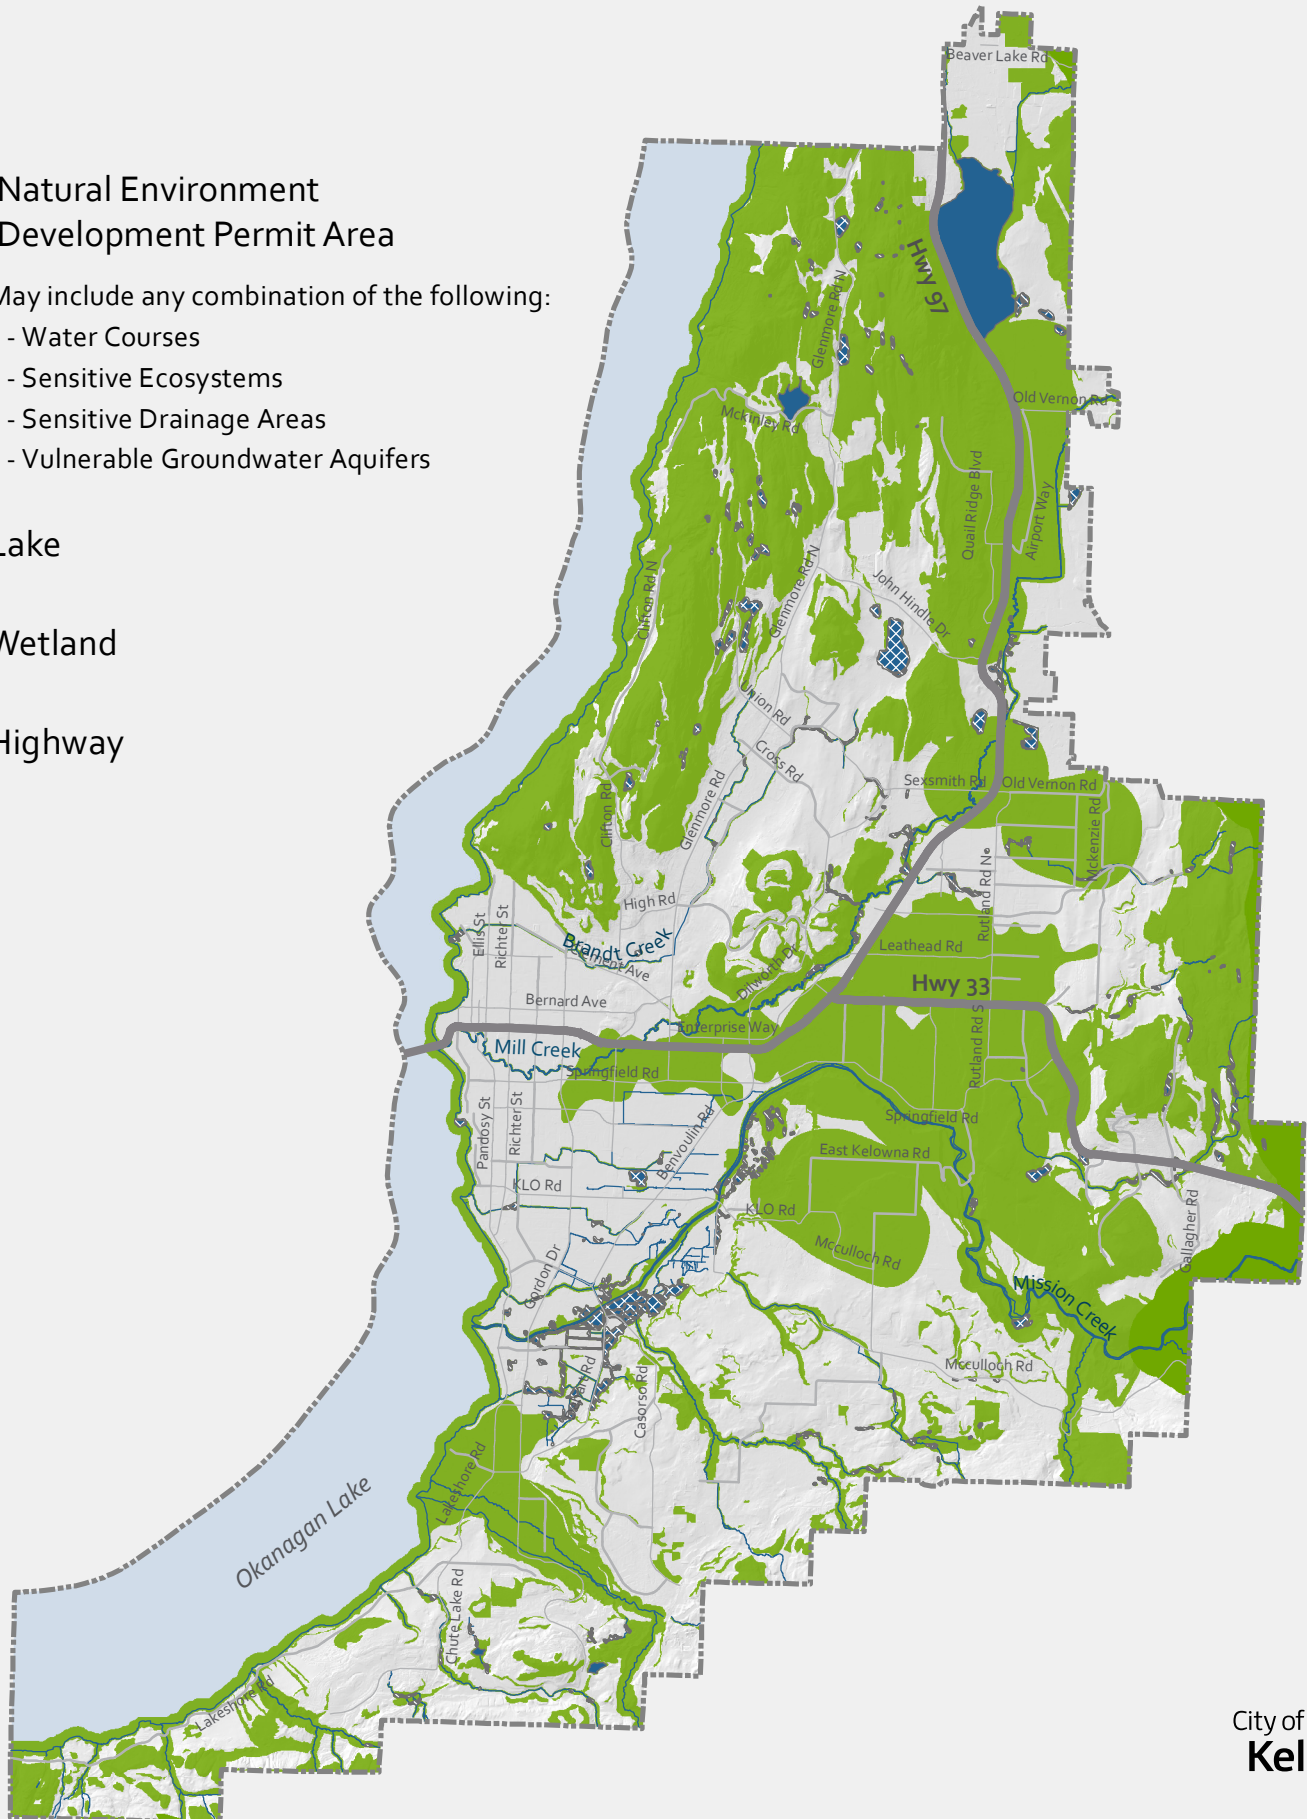 Natural Environment
Development Permit Area
May include any combination of the following:
- Water Courses
- Sensitive Ecosystems
- Sensitive Drainage Areas
- Vulnerable Groundwater Aquifers
Lake
Wetland
Highway
Beaver Lake Rd
Hwy 97
Glenmore Rd N
Mckinley Rd
Old Vernon Rd
Quail Ridge Blvd
Airport Way
Clifton Rd N
Glenmore Rd N
John Hindle Dr
Union Rd
Cross Rd
Sexsmith Rd
Old Vernon Rd
Clifton Rd
Glenmore Rd
Mckenzie Rd
Rutland Rd N
High Rd
Ellis St
Richter St
Brandt Creek
Clement Ave
Leathead Rd
Dilworth Dr
Hwy 33
Bernard Ave
Enterprise Way
Mill Creek
Springfield Rd
Rutland Rd S
Pandosy St
Richter St
Benvoulin Rd
Springfield Rd
East Kelowna Rd
KLO Rd
KLO Rd
Gallagher Rd
Mcculloch Rd
Gordon Dr
Mission Creek
Mcculloch Rd
Casorso Rd
Lakeshore Rd
Okanagan Lake
Chute Lake Rd
Lakeshore Rd
City of
Kel